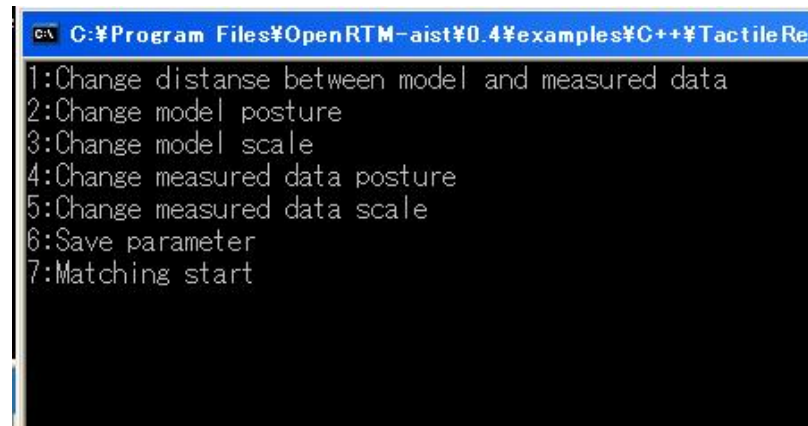 C:¥Program Files¥OpenRTM-aist¥0.4¥examples¥C++¥TactileRe
1:Change distanse between model and measured data
2:Change model posture
3:Change model scale
4:Change measured data posture
5:Change measured data scale
6:Save parameter
7:Matching start